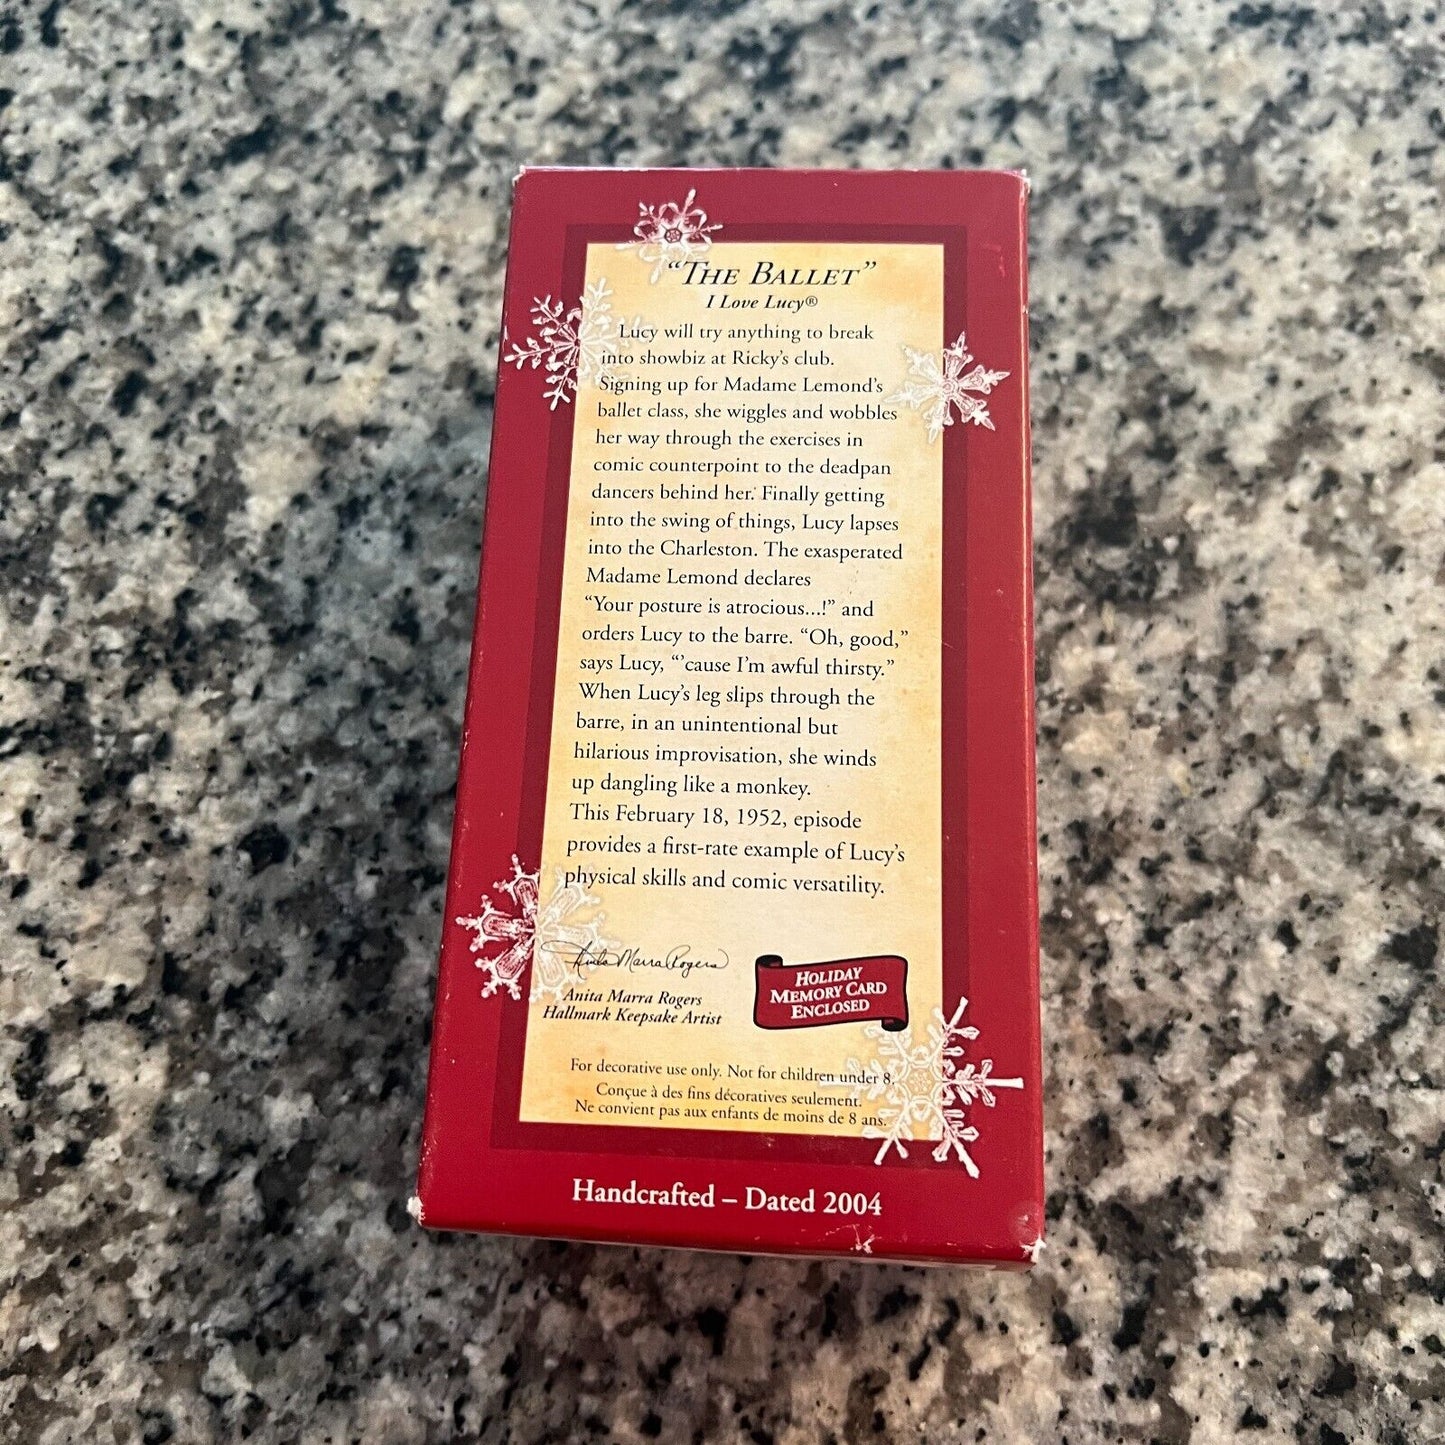 “The Ballet”
I Love Lucy®
Lucy will try anything to break
into showbiz at Ricky’s club.
Signing up for Madame Lemond’s
ballet class, she wiggles and wobbles
her way through the exercises in
comic counterpoint to the deadpan
dancers behind her. Finally getting
into the swing of things, Lucy lapses
into the Charleston. The exasperated
Madame Lemond declares
“Your posture is atrocious...!” and
orders Lucy to the barre. “Oh, good,”
says Lucy, “’cause I’m awful thirsty.”
When Lucy’s leg slips through the
barre, in an unintentional but
hilarious improvisation, she winds
up dangling like a monkey.
This February 18, 1952, episode
provides a first-rate example of Lucy’s
physical skills and comic versatility.
Anita Marra Rogers
Anita Marra Rogers
Hallmark Keepsake Artist
Holiday
Memory Card
Enclosed
For decorative use only. Not for children under 8.
Conçue à des fins décoratives seulement.
Ne convient pas aux enfants de moins de 8 ans.
Handcrafted – Dated 2004